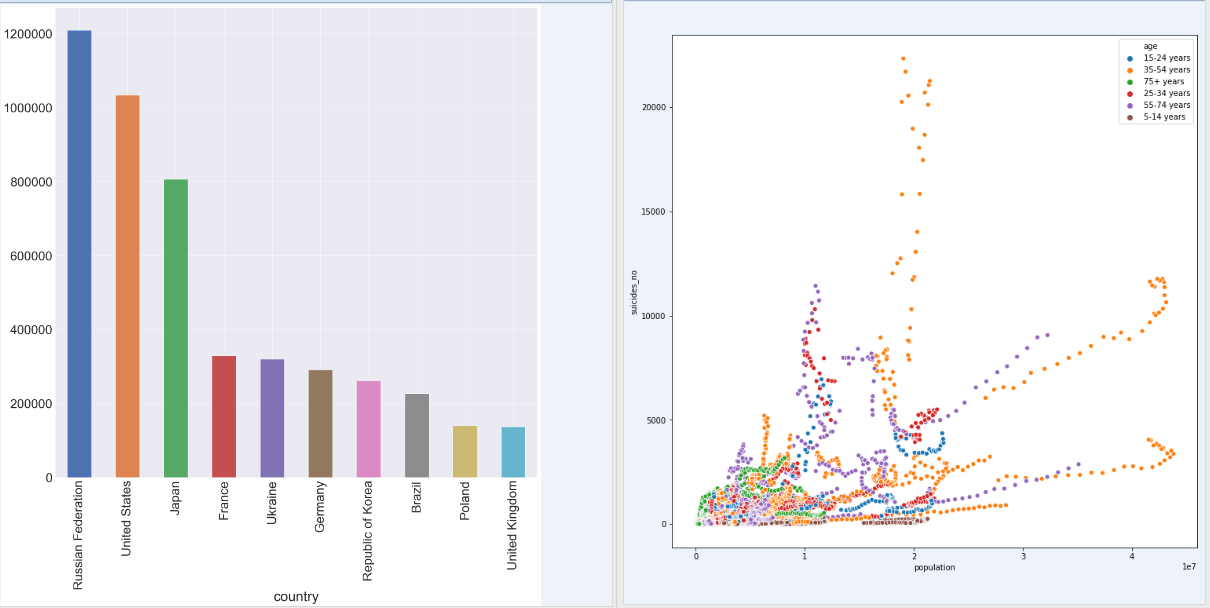 1200000
1000000
800000
600000
400000
200000
0
Russian Federation
United States
Japan
France
Ukraine
Germany
Republic of Korea
Brazil
Poland
United Kingdom
country
age
15-24 years
35-54 years
75+ years
25-34 years
55-74 years
5-14 years
suicides_no
20000
15000
10000
5000
0
0 1 2 3 4
1e7
population